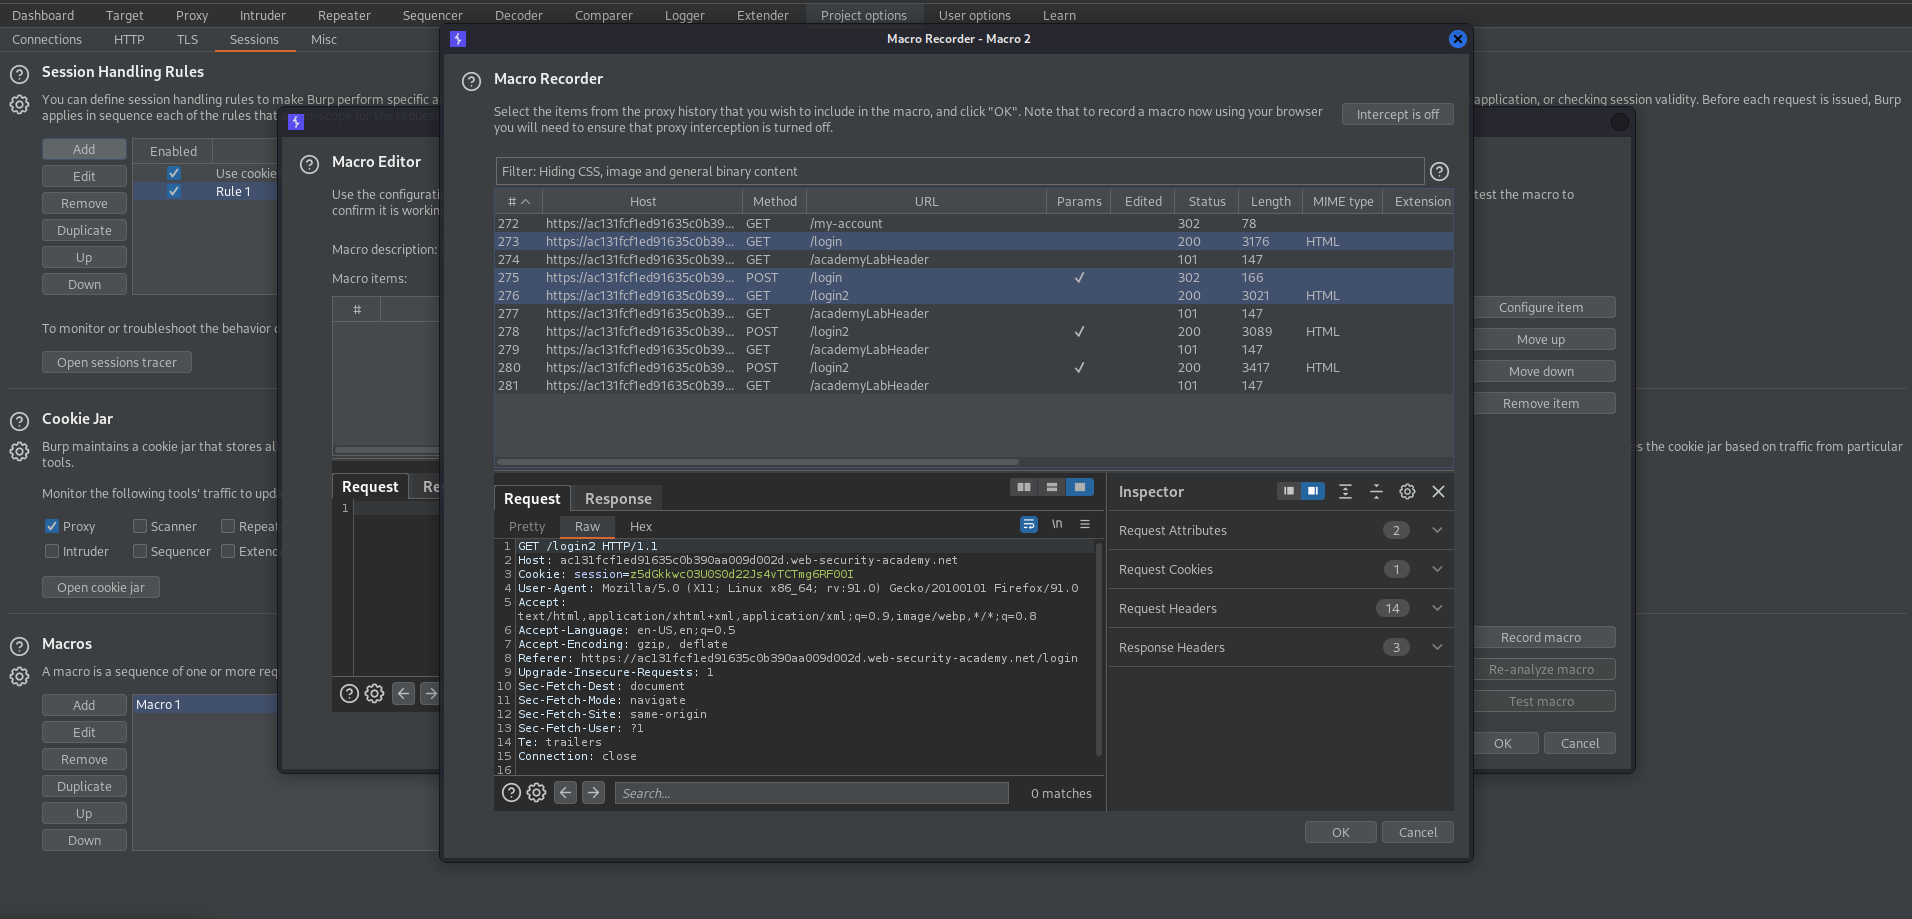 Dashboard Target Proxy Intruder Repeater Sequencer Decoder Comparer Logger Extender Project options User options Learn
Connections HTTP TLS Sessions Misc
Session Handling Rules
You can define session handling rules to make Burp perform specific a
application, or checking session validity. Before each request is issued, Burp
applies in sequence each of the rules that
Add
Edit
Remove
Duplicate
Up
Down
Enabled
Use cookie
Rule 1
To monitor or troubleshoot the behavior
Open sessions tracer
Cookie Jar
Burp maintains a cookie jar that stores al
s the cookie jar based on traffic from particular
tools.
Monitor the following tools' traffic to upd
Proxy Scanner Repeat
Intruder Sequencer Extenc
Open cookie jar
Macros
A macro is a sequence of one or more req
Add
Edit
Remove
Duplicate
Up
Down
Macro 1
Macro Editor
Use the configurati
test the macro to
confirm it is workin
Macro description:
Macro items:
#
Request Re
1
Configure item
Move up
Move down
Remove item
Record macro
Re-analyze macro
Test macro
OK Cancel
Macro Recorder - Macro 2
Macro Recorder
Select the items from the proxy history that you wish to include in the macro, and click "OK". Note that to record a macro now using your browser
you will need to ensure that proxy interception is turned off.
Intercept is off
Filter: Hiding CSS, image and general binary content
# Host Method URL Params Edited Status Length MIME type Extension
272 https://ac131fcf1ed91635c0b39... GET /my-account 302 78
273 https://ac131fcf1ed91635c0b39... GET /login 200 3176 HTML
274 https://ac131fcf1ed91635c0b39... GET /academyLabHeader 101 147
275 https://ac131fcf1ed91635c0b39... POST /login ✓ 302 166
276 https://ac131fcf1ed91635c0b39... GET /login2 200 3021 HTML
277 https://ac131fcf1ed91635c0b39... GET /academyLabHeader 101 147
278 https://ac131fcf1ed91635c0b39... POST /login2 ✓ 200 3089 HTML
279 https://ac131fcf1ed91635c0b39... GET /academyLabHeader 101 147
280 https://ac131fcf1ed91635c0b39... POST /login2 ✓ 200 3417 HTML
281 https://ac131fcf1ed91635c0b39... GET /academyLabHeader 101 147
Request Response
Pretty Raw Hex \n
1 GET /login2 HTTP/1.1
2 Host: ac131fcf1ed91635c0b390aa009d002d.web-security-academy.net
3 Cookie: session=z5dGkkwcO3U0S0d22Js4vTCTmg6RF00I
4 User-Agent: Mozilla/5.0 (X11; Linux x86_64; rv:91.0) Gecko/20100101 Firefox/91.0
5 Accept:
text/html,application/xhtml+xml,application/xml;q=0.9,image/webp,*/*;q=0.8
6 Accept-Language: en-US,en;q=0.5
7 Accept-Encoding: gzip, deflate
8 Referer: https://ac131fcf1ed91635c0b390aa009d002d.web-security-academy.net/login
9 Upgrade-Insecure-Requests: 1
10 Sec-Fetch-Dest: document
11 Sec-Fetch-Mode: navigate
12 Sec-Fetch-Site: same-origin
13 Sec-Fetch-User: ?1
14 Te: trailers
15 Connection: close
16
Search... 0 matches
Inspector
Request Attributes 2
Request Cookies 1
Request Headers 14
Response Headers 3
OK Cancel